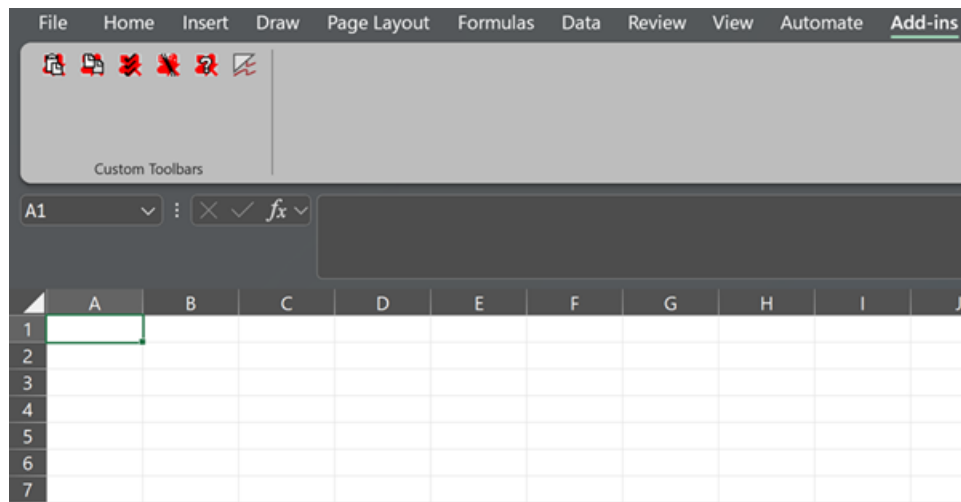 File Home Insert Draw Page Layout Formulas Data Review View Automate Add-ins
Custom Toolbars
A1 fx
A B C D E F G H I J
1
2
3
4
5
6
7